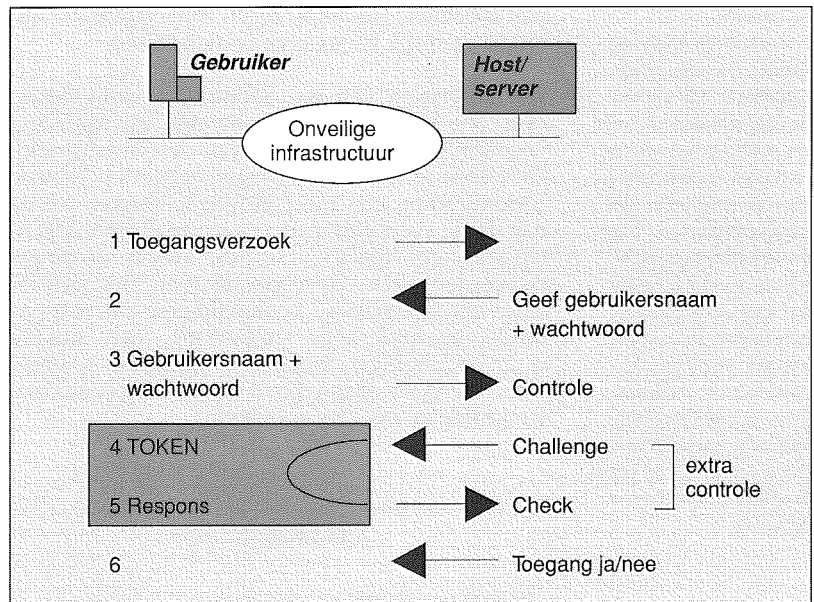 Gebruiker
Host/
server
Onveilige
infrastructuur
1 Toegangsverzoek
2
Geef gebruikersnaam
+ wachtwoord
3 Gebruikersnaam +
wachtwoord
Controle
4 TOKEN
Challenge
extra
controle
5 Respons
Check
6
Toegang ja/nee